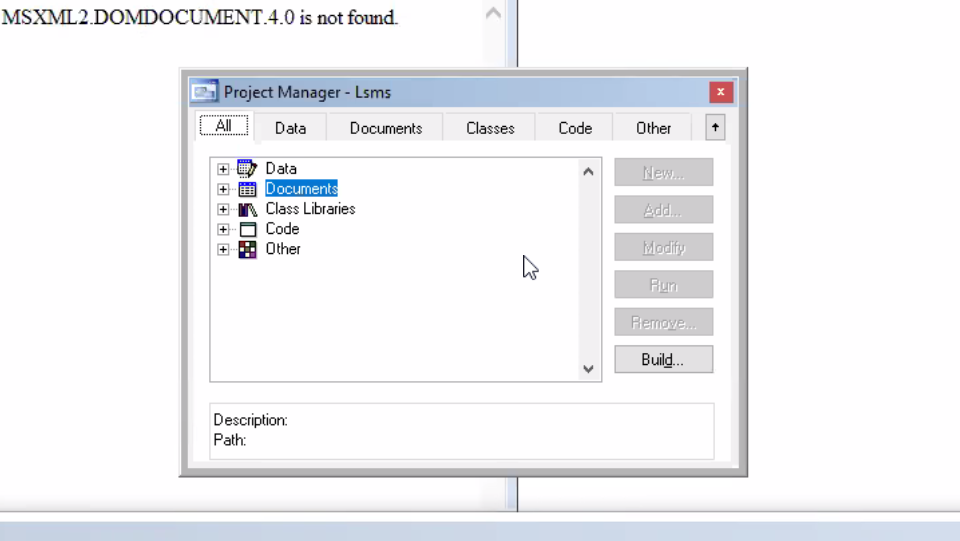 MSXML2.DOMDOCUMENT.4.0 is not found.
Project Manager - Lsms
x
All Data Documents Classes Code Other
Data
Documents
Class Libraries
Code
Other
New...
Add...
Modify
Run
Remove...
Build...
Description:
Path: